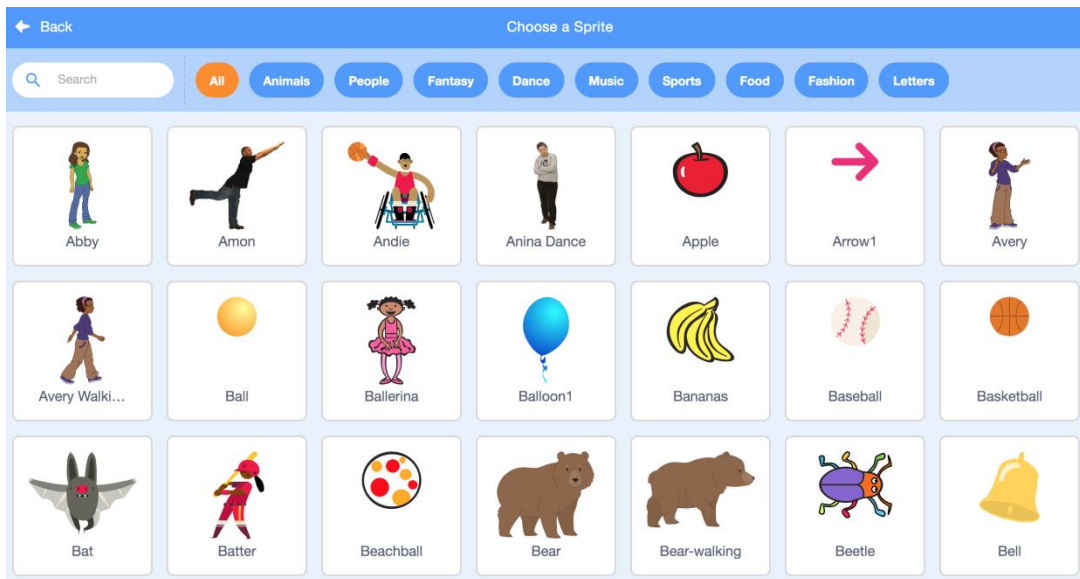 Back
Choose a Sprite
Search
All
Animals
People
Fantasy
Dance
Music
Sports
Food
Fashion
Letters
Abby
Amon
Andie
Anina Dance
Apple
Arrow1
Avery
Avery Walki...
Ball
Ballerina
Balloon1
Bananas
Baseball
Basketball
Bat
Batter
Beachball
Bear
Bear-walking
Beetle
Bell